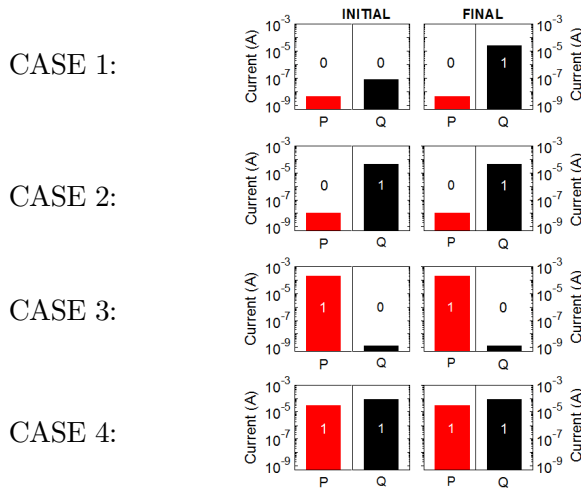 INITIAL FINAL
CASE 1:
Current (A)
10⁻³
10⁻⁵
10⁻⁷
10⁻⁹
0 0
P Q
0 1
P Q
10⁻³
10⁻⁵
10⁻⁷
10⁻⁹
Current (A)
CASE 2:
Current (A)
10⁻³
10⁻⁵
10⁻⁷
10⁻⁹
0 1
P Q
0 1
P Q
10⁻³
10⁻⁵
10⁻⁷
10⁻⁹
Current (A)
CASE 3:
Current (A)
10⁻³
10⁻⁵
10⁻⁷
10⁻⁹
1 0
P Q
1 0
P Q
10⁻³
10⁻⁵
10⁻⁷
10⁻⁹
Current (A)
CASE 4:
Current (A)
10⁻³
10⁻⁵
10⁻⁷
10⁻⁹
1 1
P Q
1 1
P Q
10⁻³
10⁻⁵
10⁻⁷
10⁻⁹
Current (A)